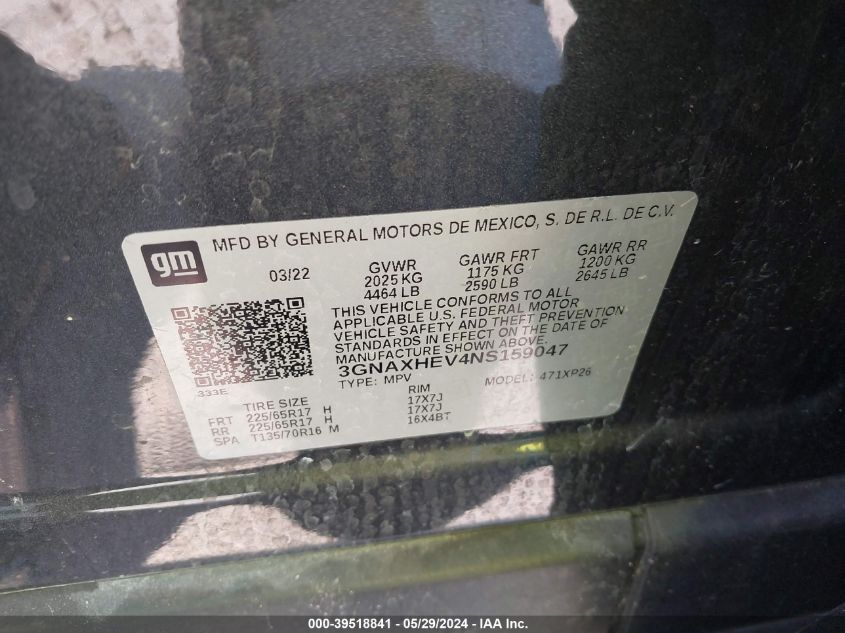 gm
MFD BY GENERAL MOTORS DE MEXICO, S. DE R.L. DE C.V.
03/22
GVWR
2025 KG
4464 LB
GAWR FRT
1175 KG
2590 LB
GAWR RR
1200 KG
2645 LB
THIS VEHICLE CONFORMS TO ALL
APPLICABLE U.S. FEDERAL MOTOR
VEHICLE SAFETY AND THEFT PREVENTION
STANDARDS IN EFFECT ON THE DATE OF
MANUFACTURE SHOWN ABOVE.
3GNAXHEV4NS159047
TYPE: MPV MODEL: 471XP26
333E
TIRE SIZE RIM
FRT 225/65R17 H 17X7J
RR 225/65R17 H 17X7J
SPA T135/70R16 M 16X4BT
000-39518841 - 05/29/2024 - IAA Inc.